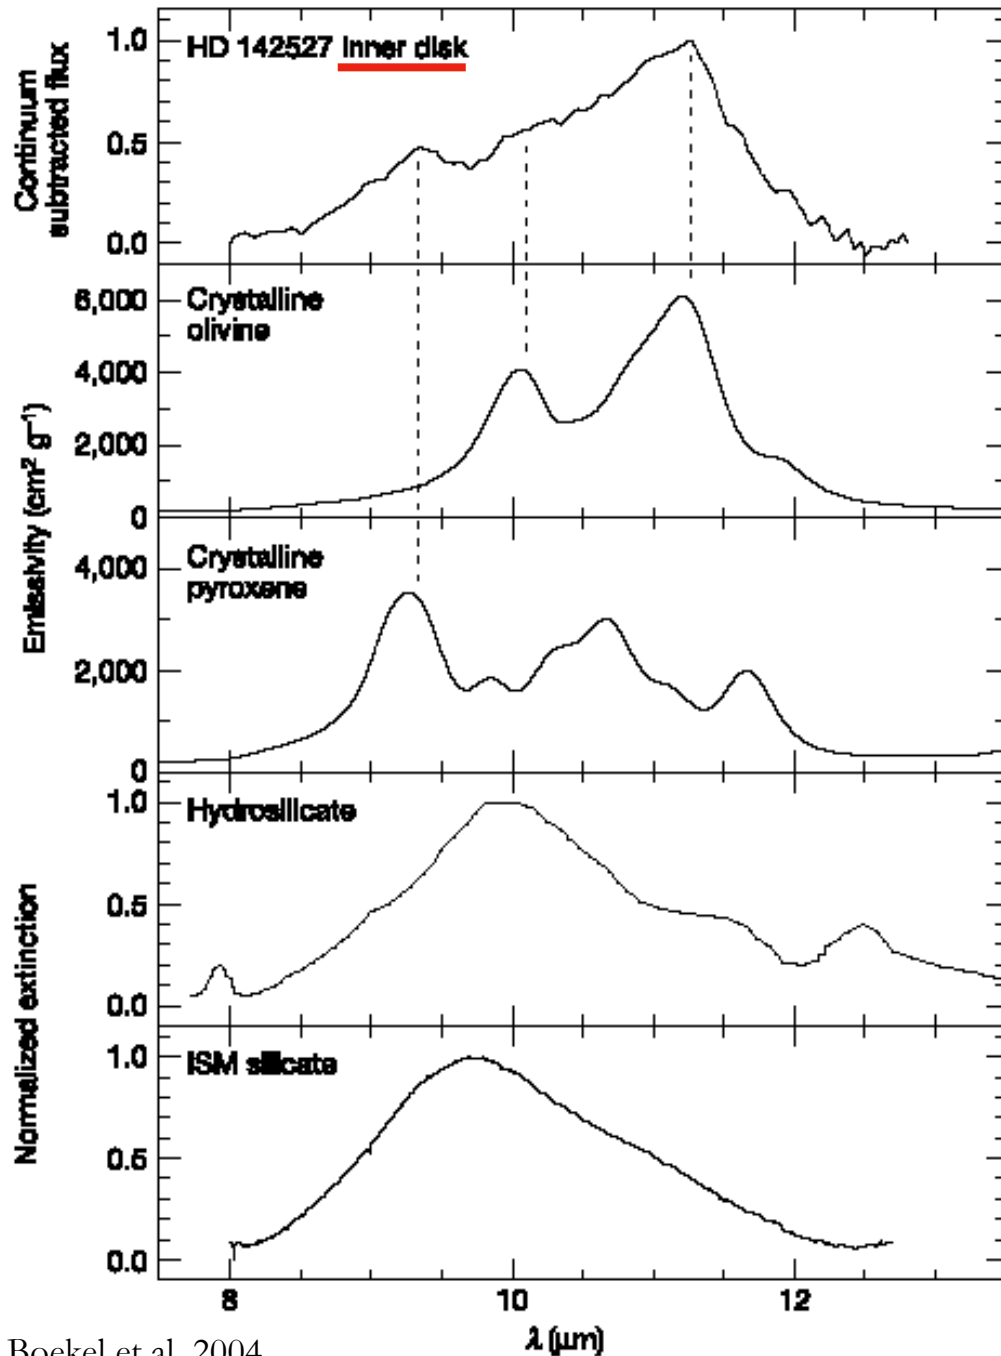 HD 142527 inner disk
Continuum
subtracted flux
1.0
0.5
0.0
Crystalline
olivine
6,000
4,000
2,000
0
Emissivity (cm² g⁻¹)
Crystalline
pyroxene
4,000
2,000
0
Hydrosilicate
1.0
0.5
0.0
Normalized extinction
ISM silicate
1.0
0.5
0.0
8 10 12
λ (μm)
Boekel et al. 2004